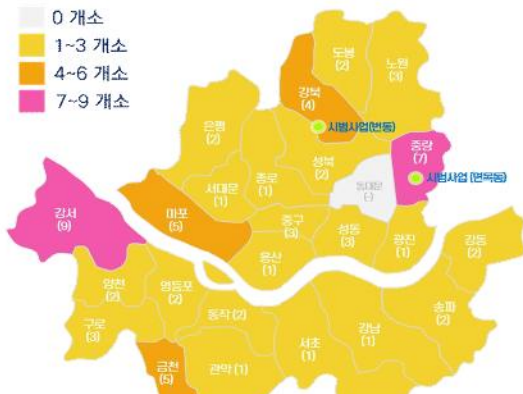 0 개소
1~3 개소
4~6 개소
7~9 개소
도봉
(2)
노원
(3)
강북
(4)
시범사업(번동)
은평
(2)
성북
(2)
중랑
(7)
시범사업 (면목동)
종로
(1)
서대문
(1)
동대문
(-)
강서
(9)
마포
(5)
중구
(3)
성동
(3)
광진
(1)
강동
(2)
용산
(1)
양천
(2)
영등포
(2)
동작 (2)
송파
(2)
강남
(1)
구로
(3)
서초
(1)
금천
(5)
관악 (1)